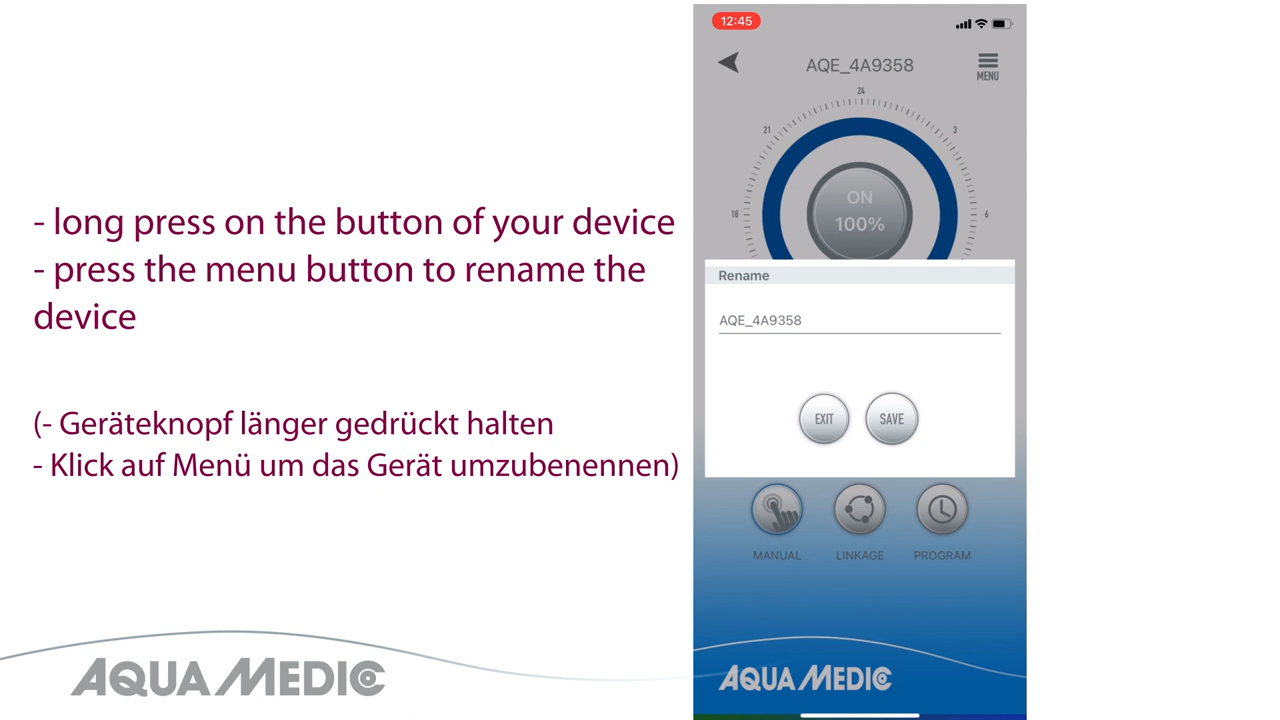 - long press on the button of your device
- press the menu button to rename the
device
(- Geräteknopf länger gedrückt halten
- Klick auf Menü um das Gerät umzubenennen)
AQUA MEDIC
12:45
AQE_4A9358
MENU
24
21
3
18
6
ON
100%
Rename
AQE_4A9358
EXIT
SAVE
MANUAL
LINKAGE
PROGRAM
AQUA MEDIC